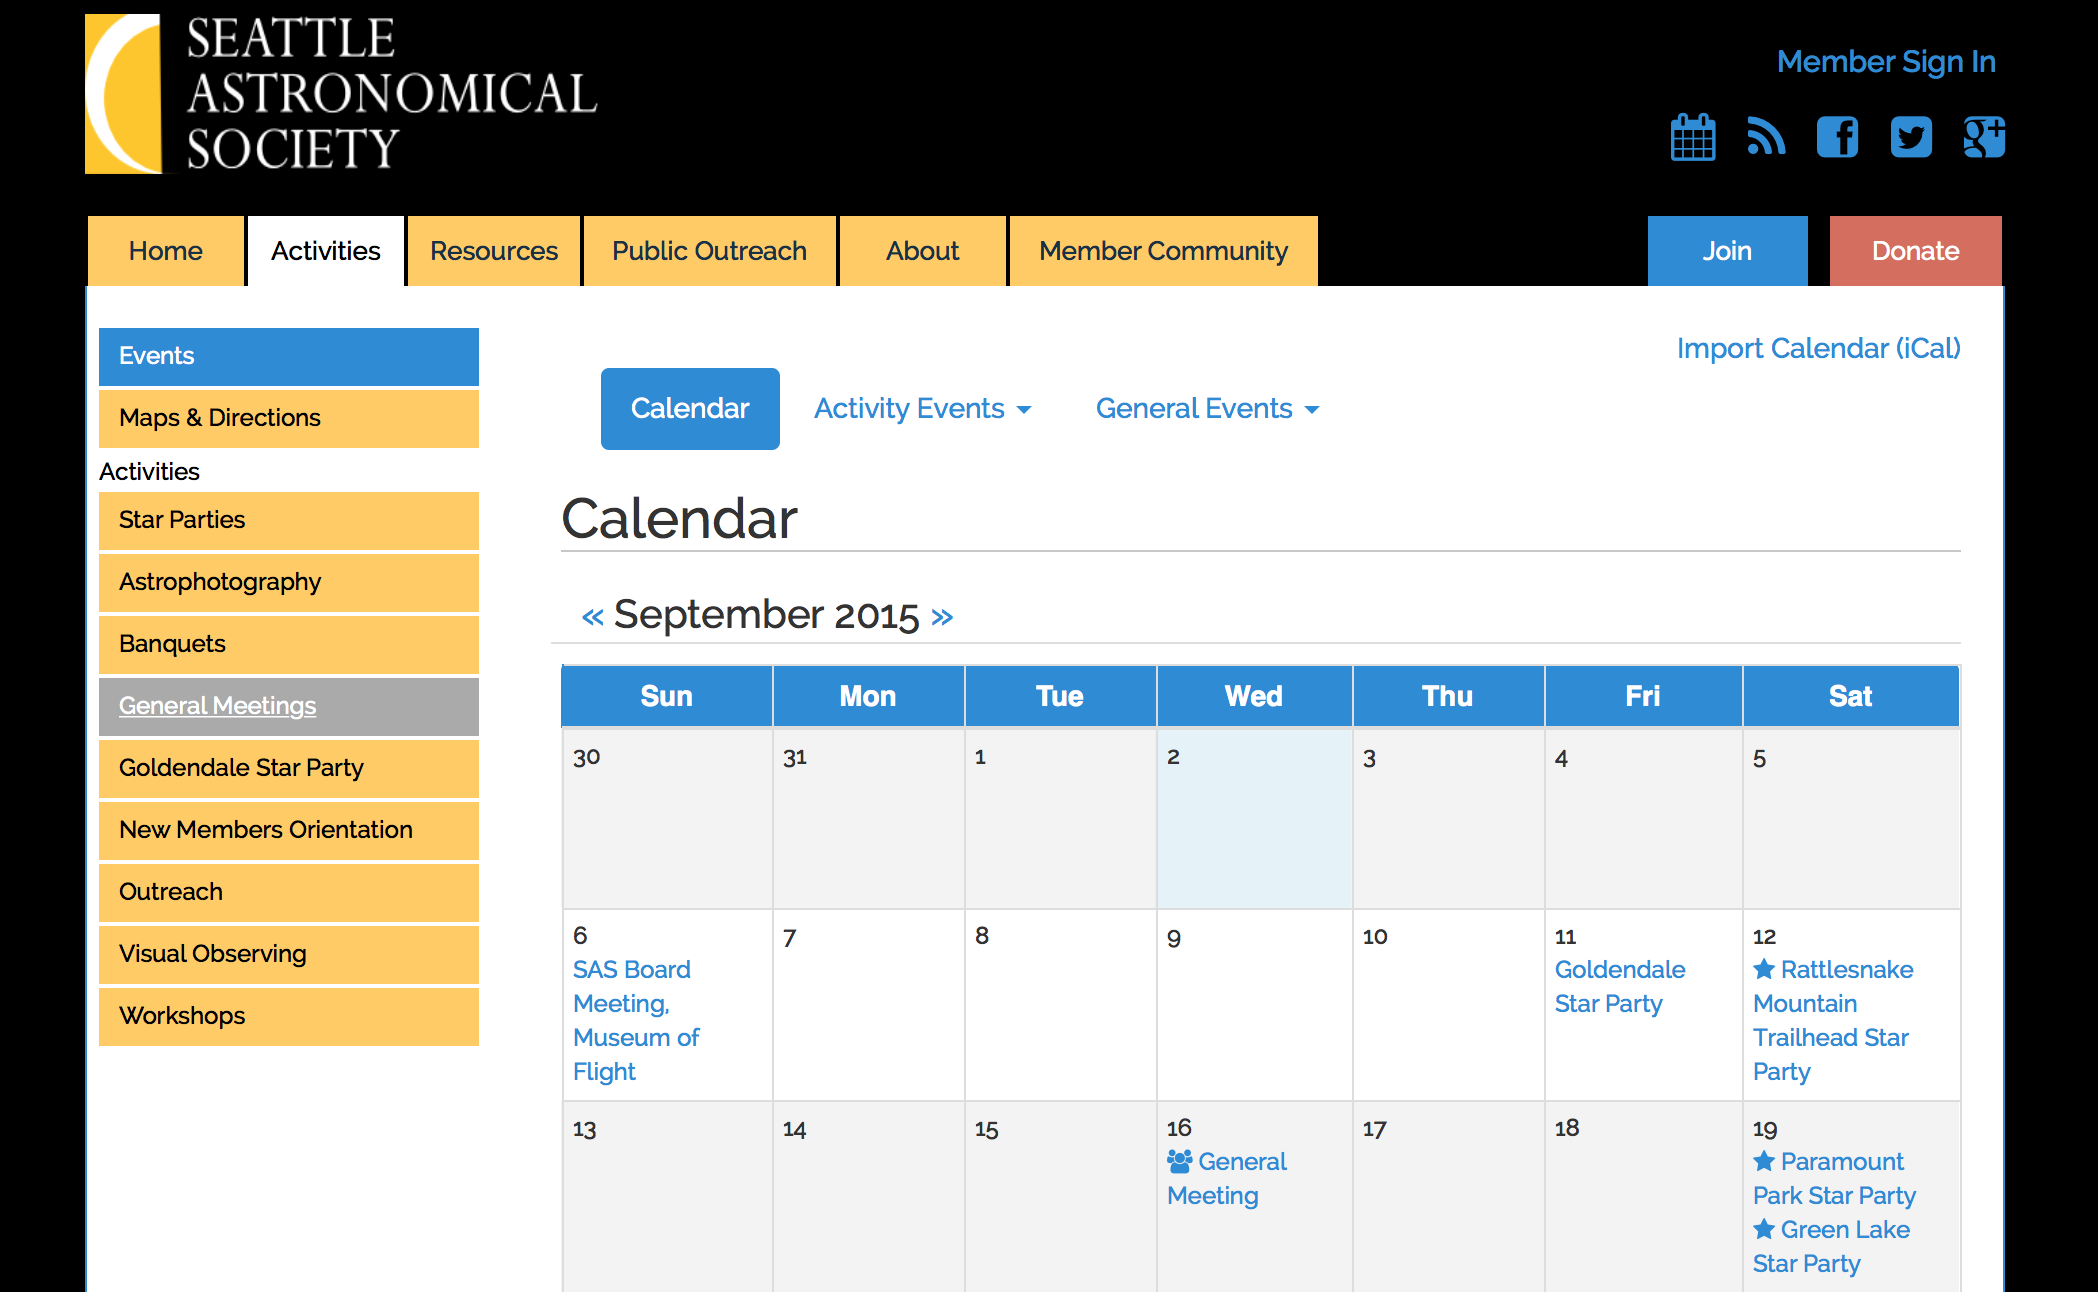 SEATTLE
ASTRONOMICAL
SOCIETY
Member Sign In
Home Activities Resources Public Outreach About Member Community Join Donate
Events
Maps & Directions
Activities
Star Parties
Astrophotography
Banquets
General Meetings
Goldendale Star Party
New Members Orientation
Outreach
Visual Observing
Workshops
Import Calendar (iCal)
Calendar Activity Events General Events
Calendar
« September 2015 »
Sun Mon Tue Wed Thu Fri Sat
30 31 1 2 3 4 5
6 7 8 9 10 11 12
SAS Board
Meeting,
Museum of
Flight
Goldendale
Star Party
Rattlesnake
Mountain
Trailhead Star
Party
13 14 15 16 17 18 19
General
Meeting
Paramount
Park Star Party
Green Lake
Star Party